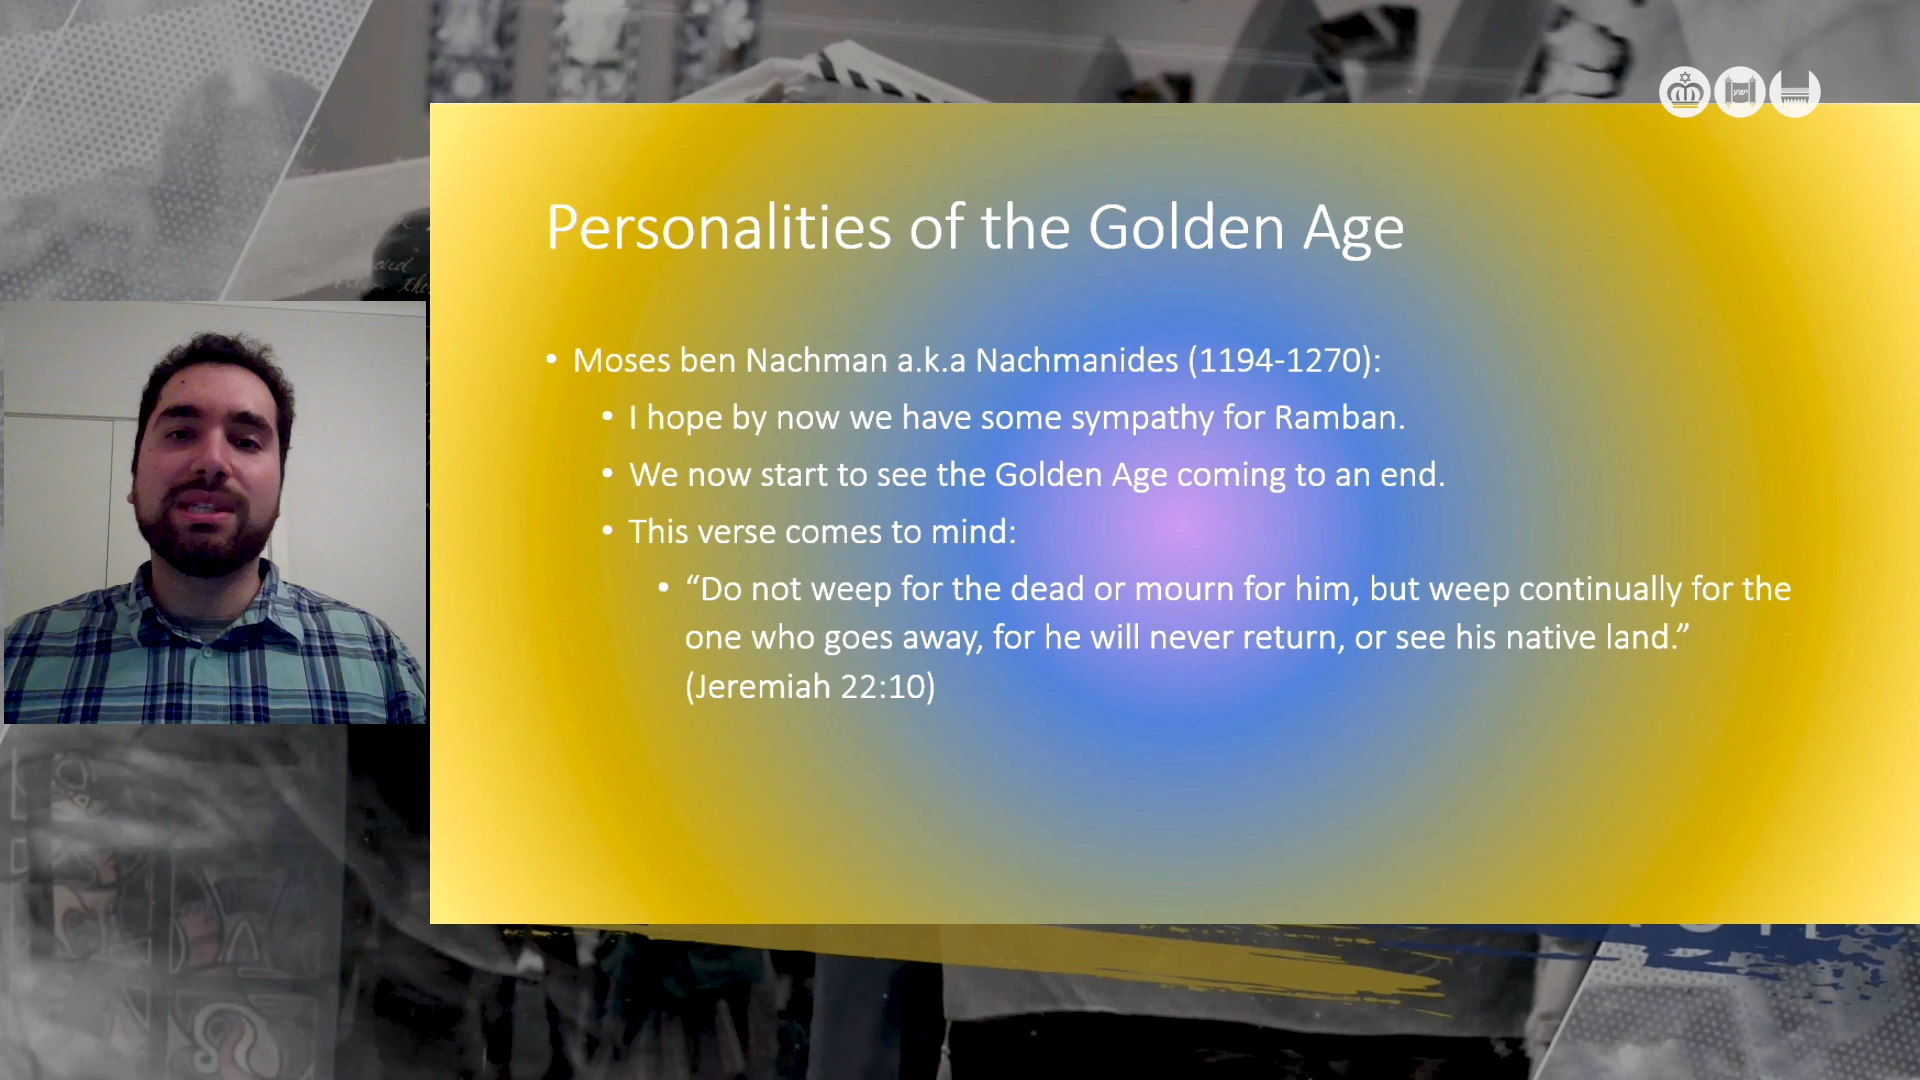 Personalities of the Golden Age
• Moses ben Nachman a.k.a Nachmanides (1194-1270):
• I hope by now we have some sympathy for Ramban.
• We now start to see the Golden Age coming to an end.
• This verse comes to mind:
• “Do not weep for the dead or mourn for him, but weep continually for the
one who goes away, for he will never return, or see his native land.”
(Jeremiah 22:10)
and